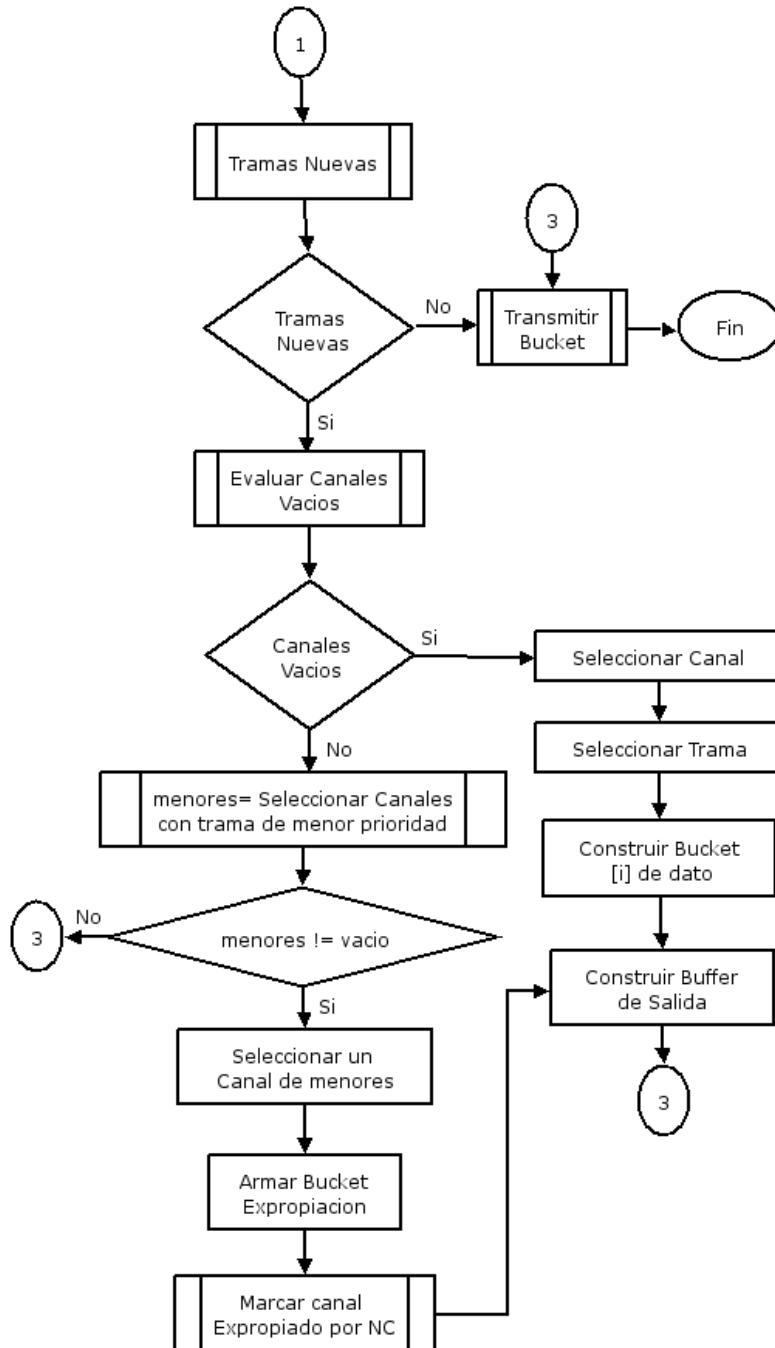 1
Tramas Nuevas
3
Tramas
Nuevas
No
Transmitir
Bucket
Fin
Si
Evaluar Canales
Vacios
Canales
Vacios
Si
Seleccionar Canal
No
Seleccionar Trama
menores= Seleccionar Canales
con trama de menor prioridad
Construir Bucket
[i] de dato
No
3
menores != vacio
Construir Buffer
de Salida
Si
Seleccionar un
Canal de menores
3
Armar Bucket
Expropiacion
Marcar canal
Expropiado por NC